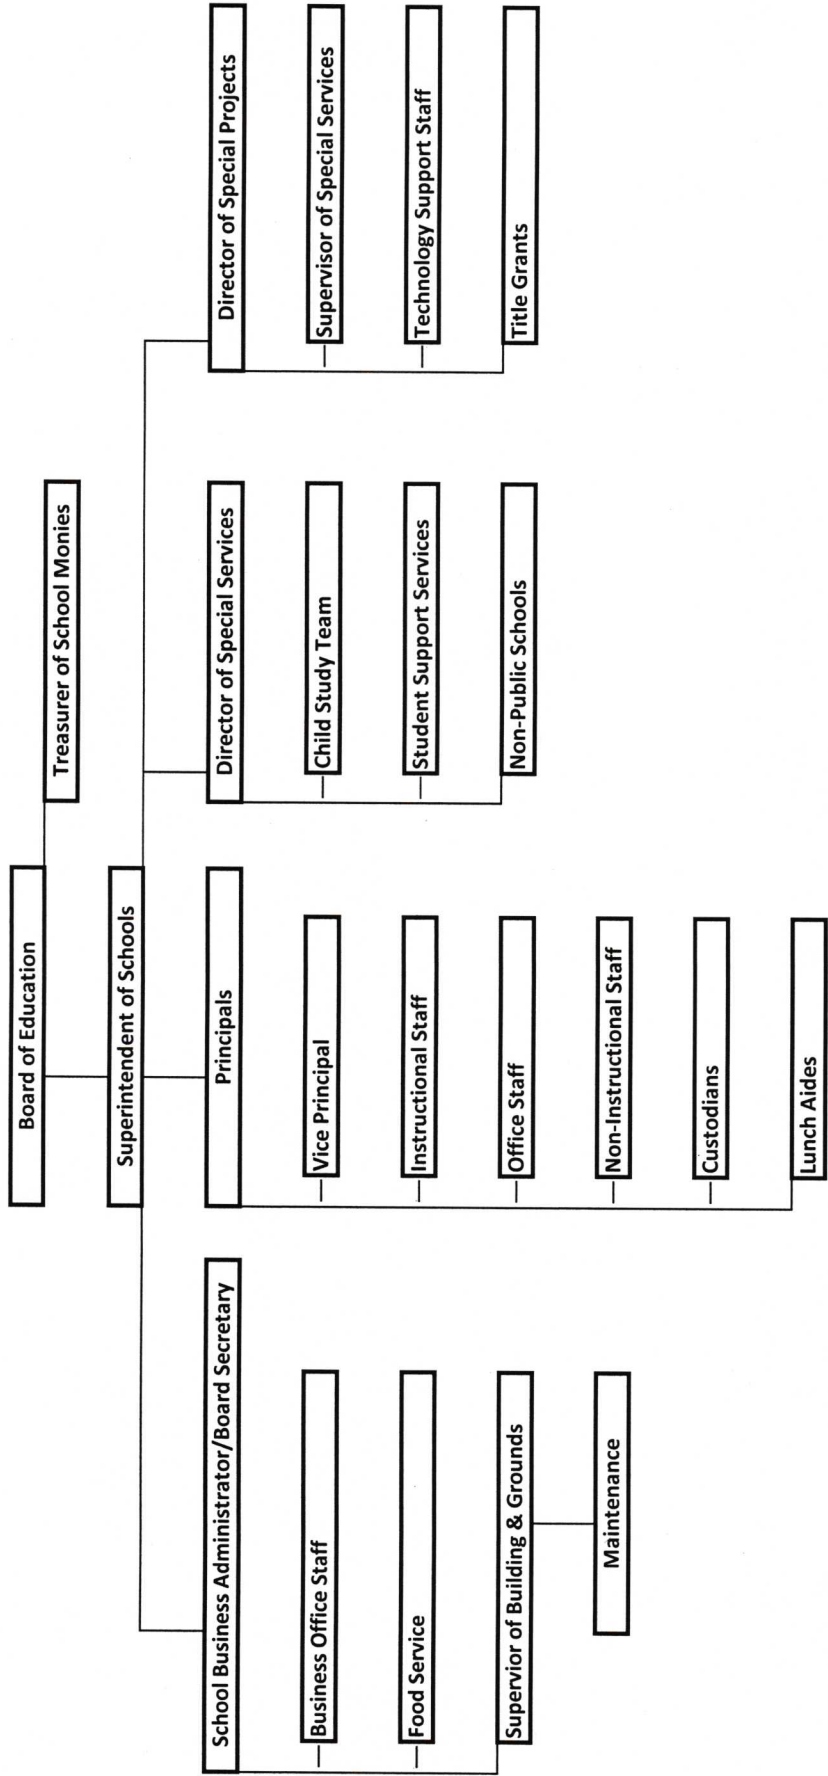 Board of Education
Treasurer of School Monies
Superintendent of Schools
School Business Administrator/Board Secretary
Business Office Staff
Food Service
Supervior of Building & Grounds
Maintenance
Principals
Vice Principal
Instructional Staff
Office Staff
Non-Instructional Staff
Custodians
Lunch Aides
Director of Special Services
Child Study Team
Student Support Services
Non-Public Schools
Director of Special Projects
Supervisor of Special Services
Technology Support Staff
Title Grants